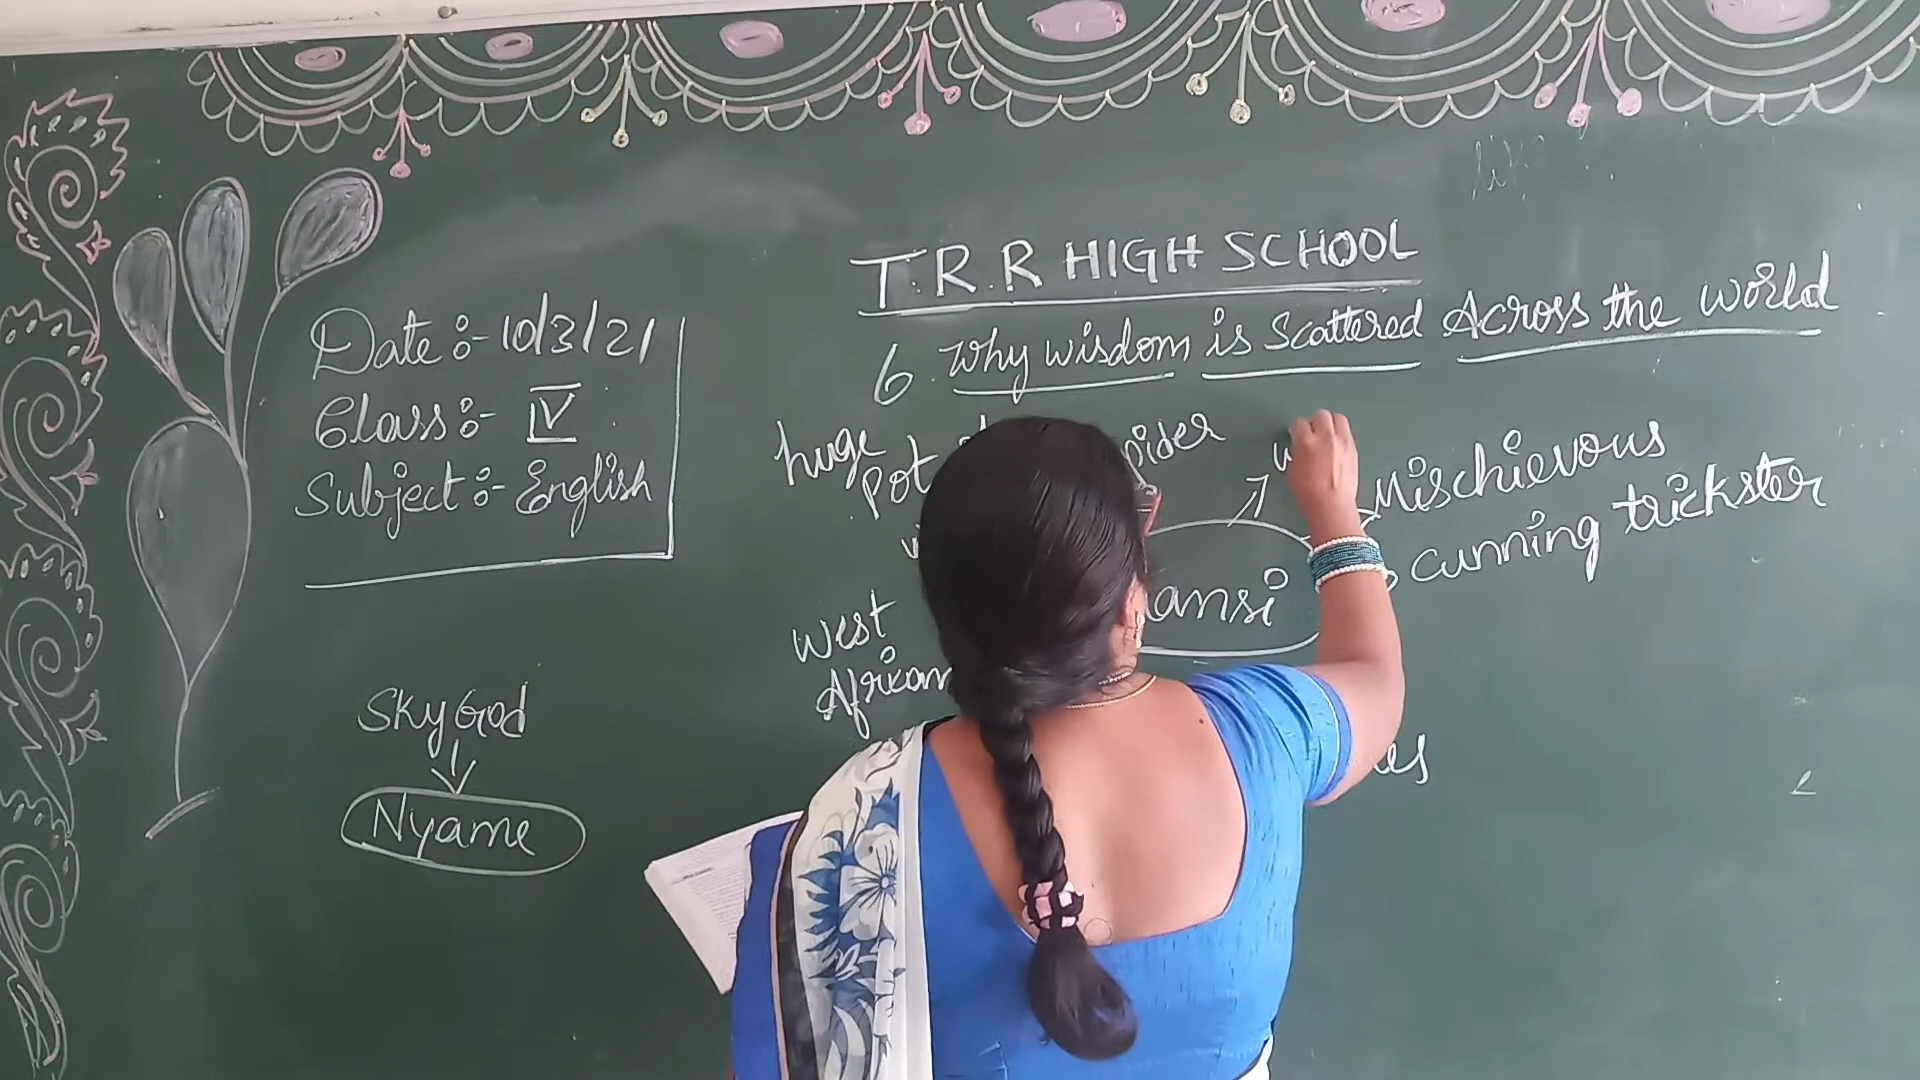 T.R.R HIGH SCHOOL
6. Why wisdom is Scattered Across the world
Date :- 10/3/21
Class :- IV
Subject :- English
huge
pot
Mischievous
cunning trickster
West
African
Sky God
Nyame